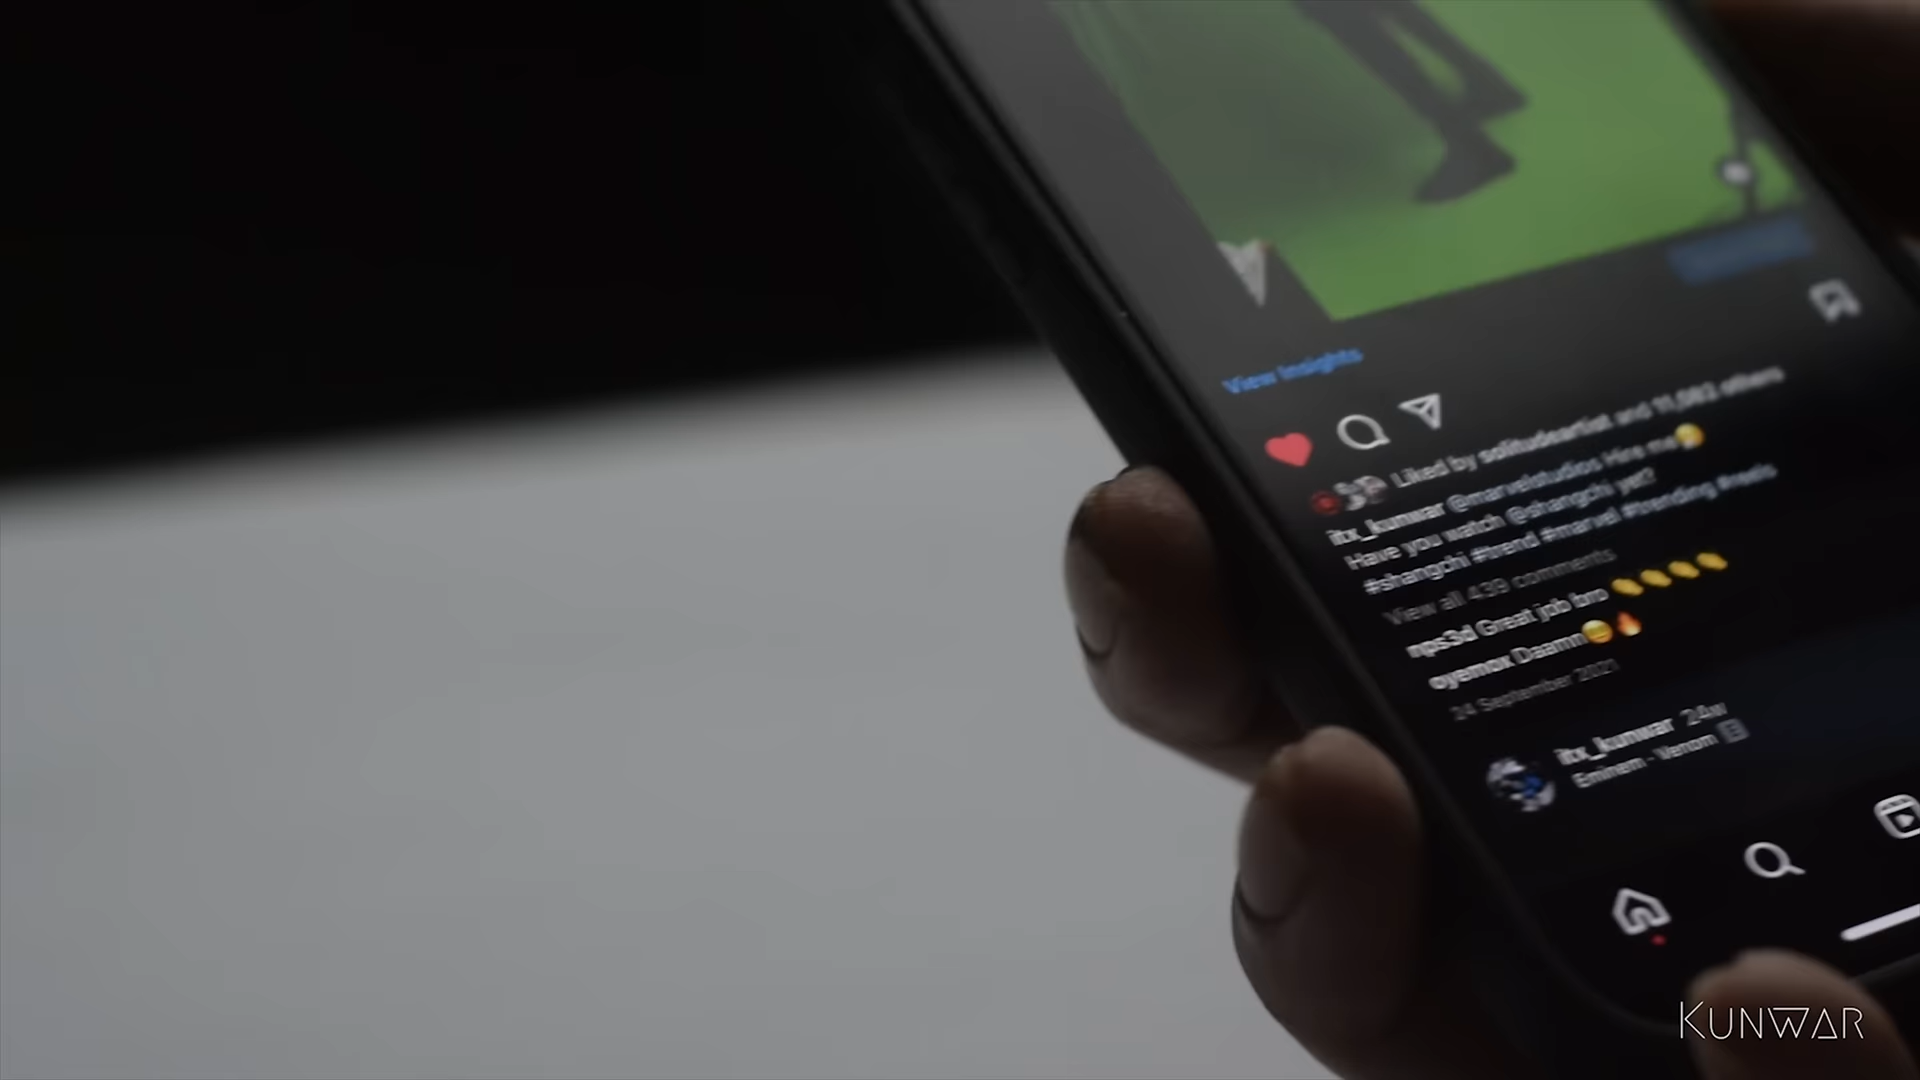 View Insights
Liked by solitudeartist and 11,082 others
itx_kunwar @marvelstudios Hire me
Have you watch @shangchi yet?
#shangchi #trend #marvel #trending #reels
View all 439 comments
nps3d Great job bro 👏👏👏👏
oyemox Daamn😑🔥
14 September 2021
itx_kunwar 24w
Eminem - Venom
KUNWAR